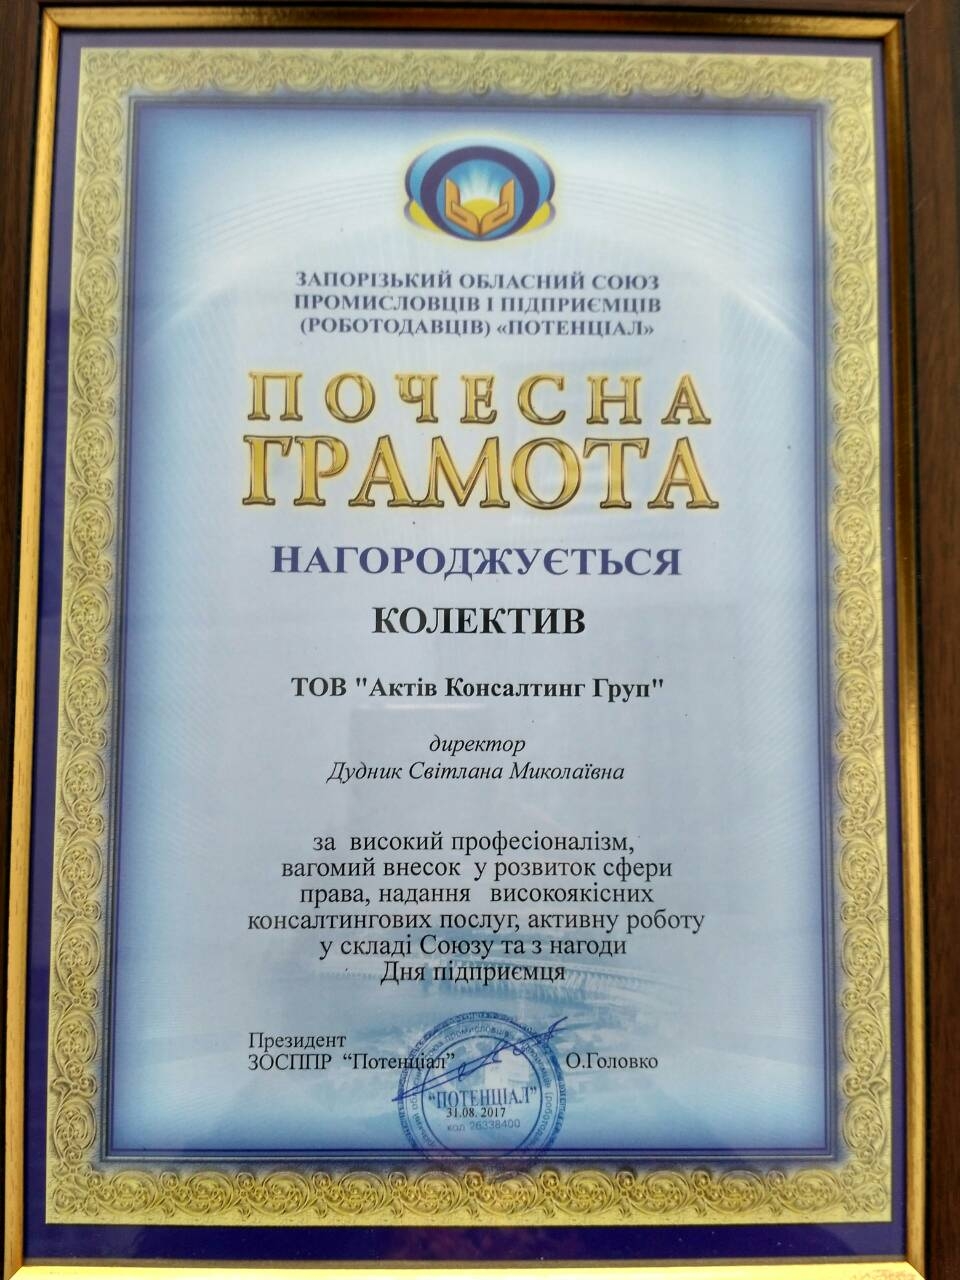 ЗАПОРІЗЬКИЙ ОБЛАСНИЙ СОЮЗ
ПРОМИСЛОВЦІВ І ПІДПРИЄМЦІВ
(РОБОТОДАВЦІВ) «ПОТЕНЦІАЛ»
ПОЧЕСНА
ГРАМОТА
НАГОРОДЖУЄТЬСЯ
КОЛЕКТИВ
ТОВ "Актів Консалтинг Груп"
директор
Дудник Світлана Миколаївна
за високий професіоналізм,
вагомий внесок у розвиток сфери
права, надання високоякісних
консалтингових послуг, активну роботу
у складі Союзу та з нагоди
Дня підприємця
Президент
ЗОСППР “Потенціал” О.Головко
“ПОТЕНЦІАЛ”
31.08. 2017
код 26338400